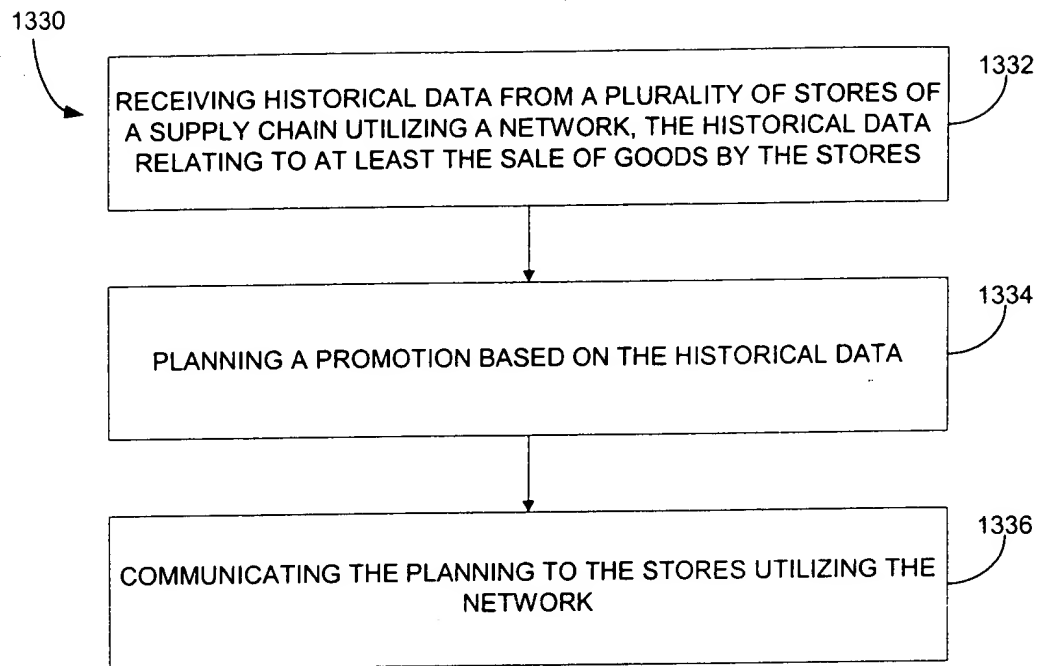 1330
1332
RECEIVING HISTORICAL DATA FROM A PLURALITY OF STORES OF
A SUPPLY CHAIN UTILIZING A NETWORK, THE HISTORICAL DATA
RELATING TO AT LEAST THE SALE OF GOODS BY THE STORES
1334
PLANNING A PROMOTION BASED ON THE HISTORICAL DATA
1336
COMMUNICATING THE PLANNING TO THE STORES UTILIZING THE
NETWORK